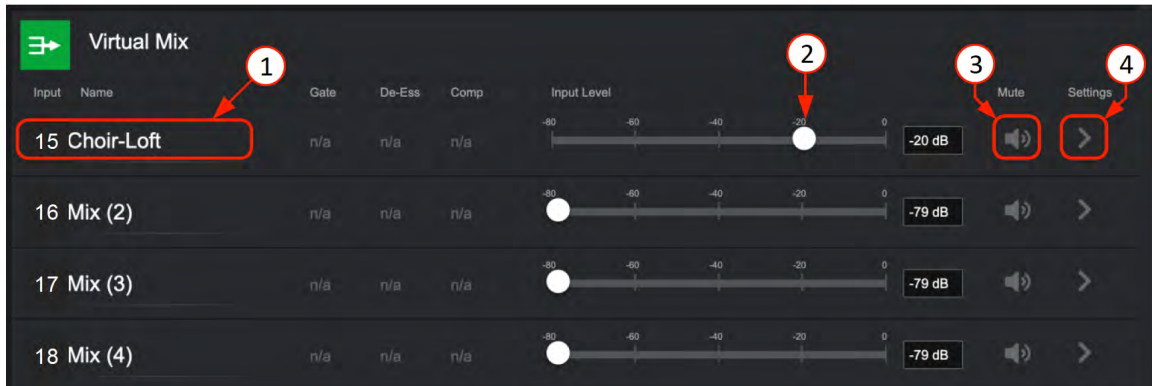 Virtual Mix
1 2 3 4
Input Name Gate De-Ess Comp Input Level Mute Settings
-80 -60 -40 -20 0
15 Choir-Loft n/a n/a n/a -20 dB
-80 -60 -40 -20 0
16 Mix (2) n/a n/a n/a -79 dB
-80 -60 -40 -20 0
17 Mix (3) n/a n/a n/a -79 dB
-80 -60 -40 -20 0
18 Mix (4) n/a n/a n/a -79 dB